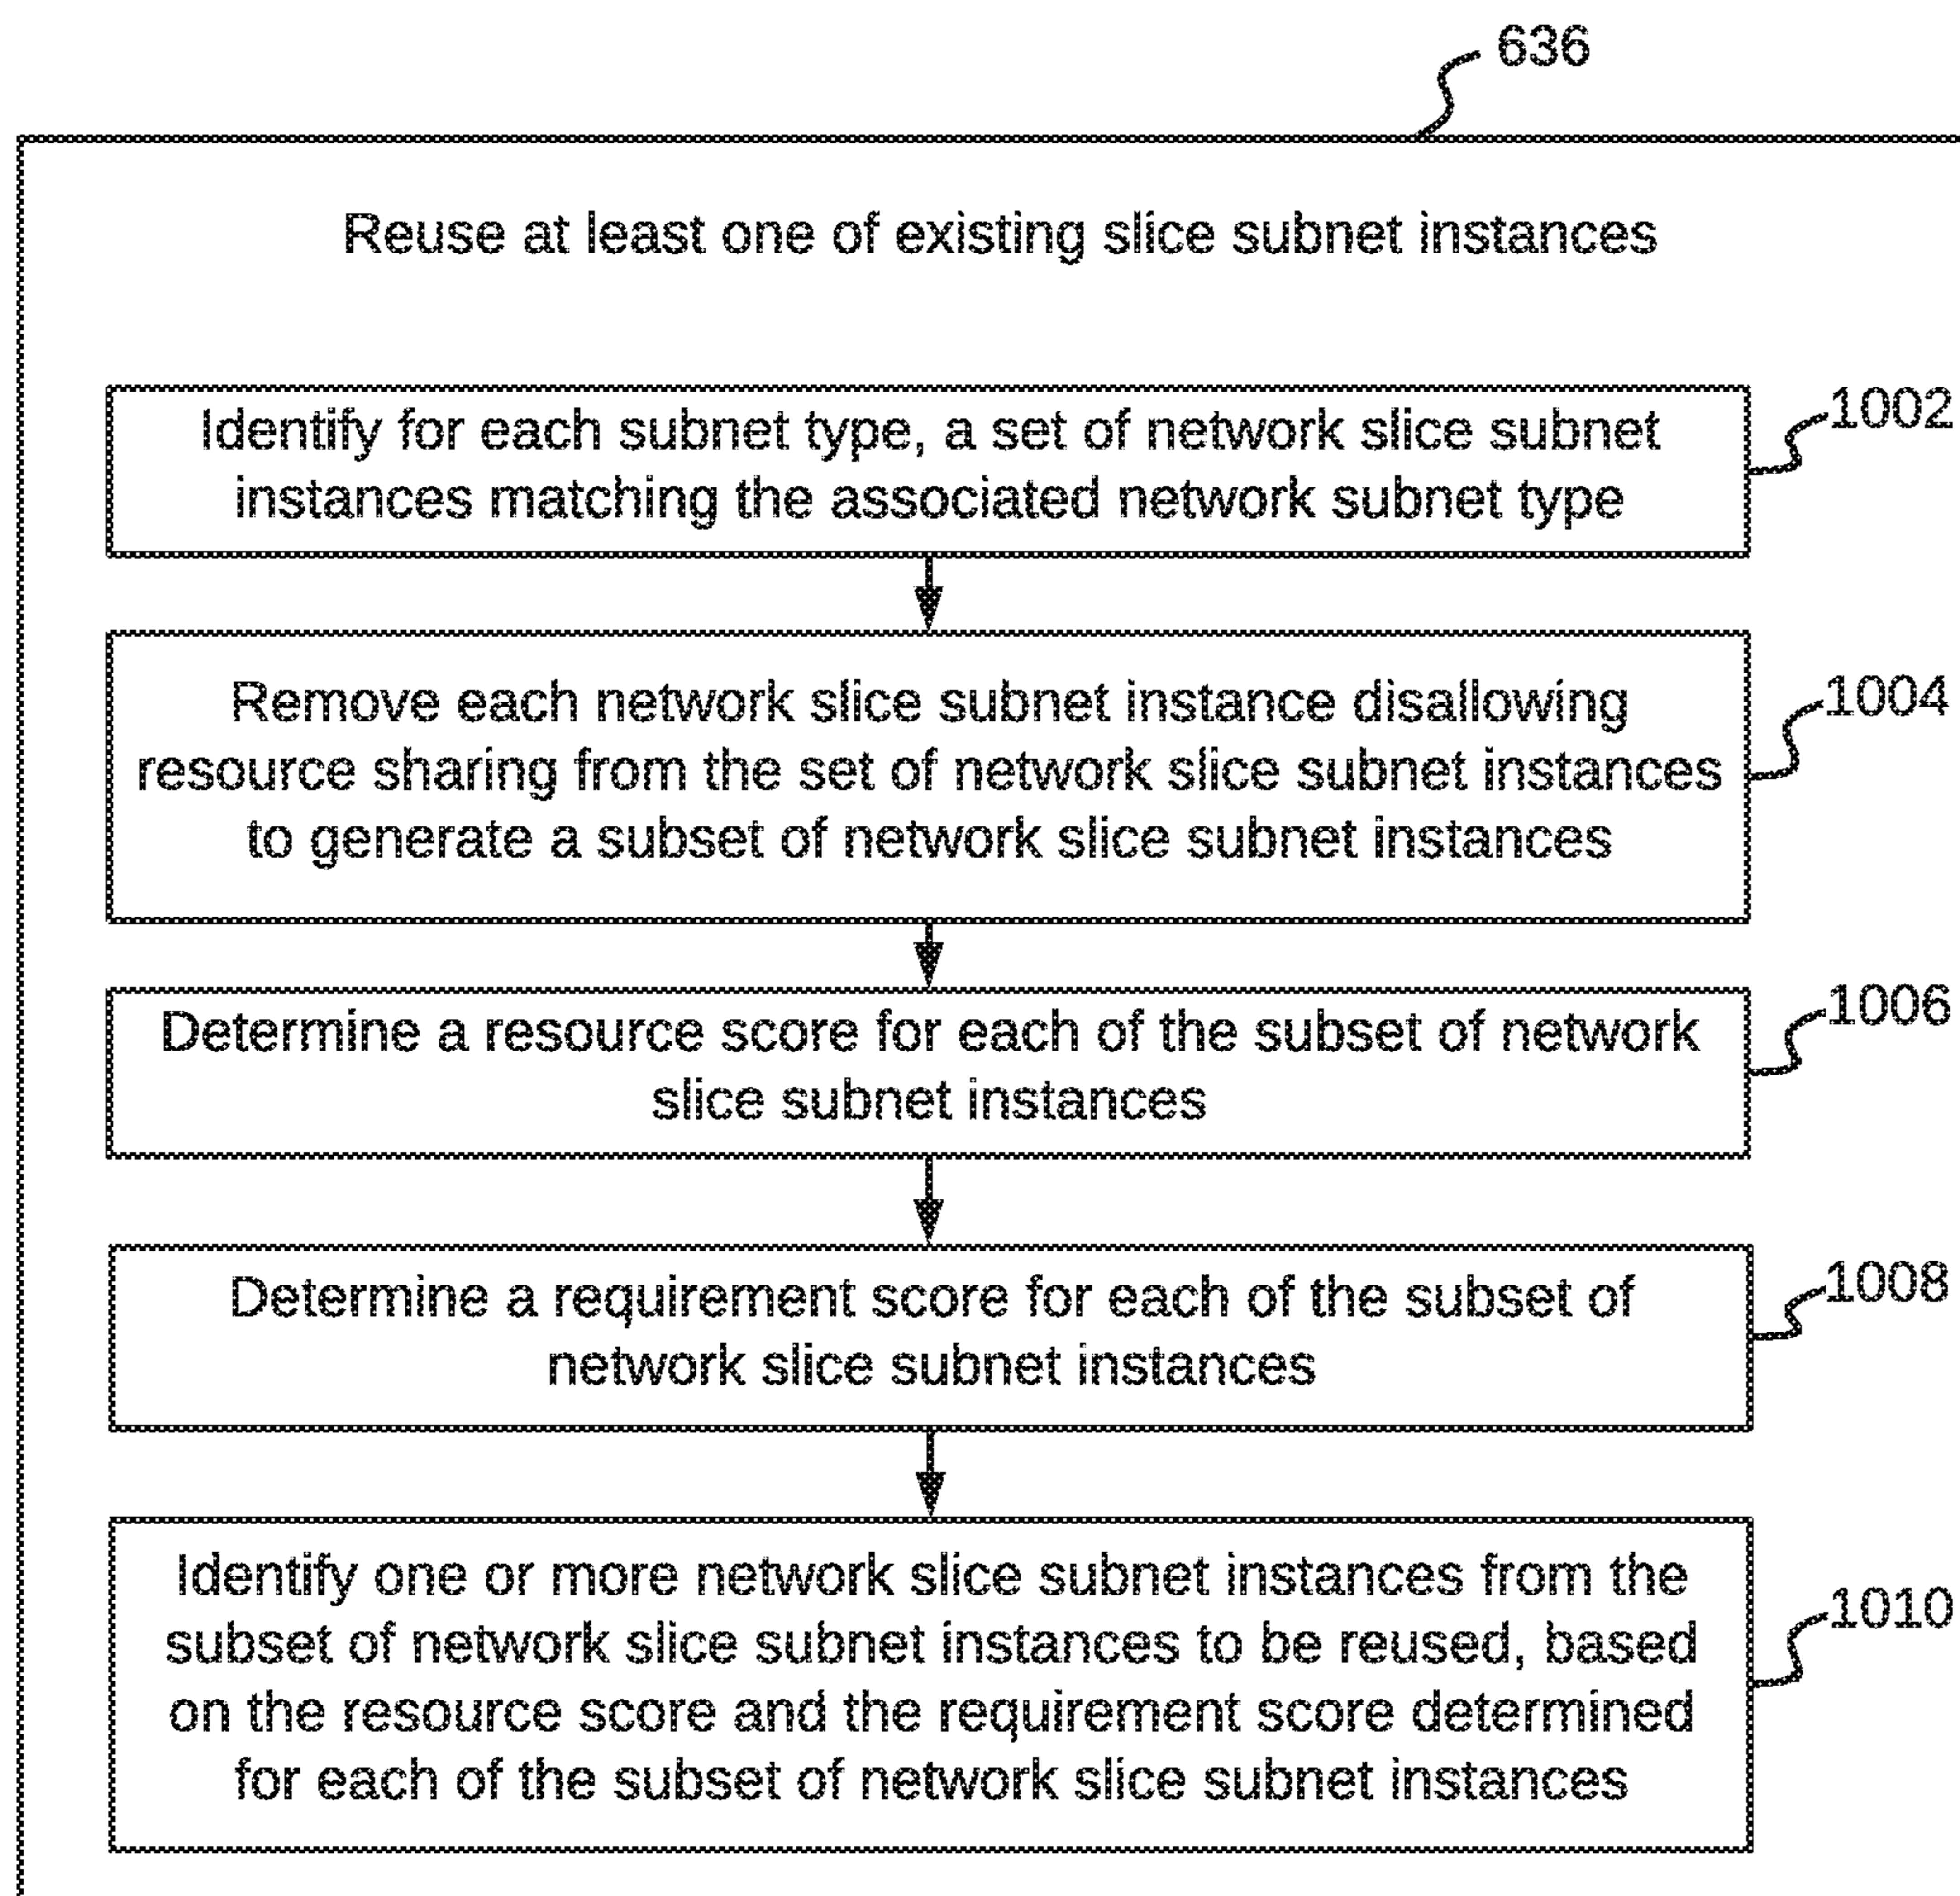 636
Reuse at least one of existing slice subnet instances
Identify for each subnet type, a set of network slice subnet
instances matching the associated network subnet type
1002
Remove each network slice subnet instance disallowing
resource sharing from the set of network slice subnet instances
to generate a subset of network slice subnet instances
1004
Determine a resource score for each of the subset of network
slice subnet instances
1006
Determine a requirement score for each of the subset of
network slice subnet instances
1008
Identify one or more network slice subnet instances from the
subset of network slice subnet instances to be reused, based
on the resource score and the requirement score determined
for each of the subset of network slice subnet instances
1010